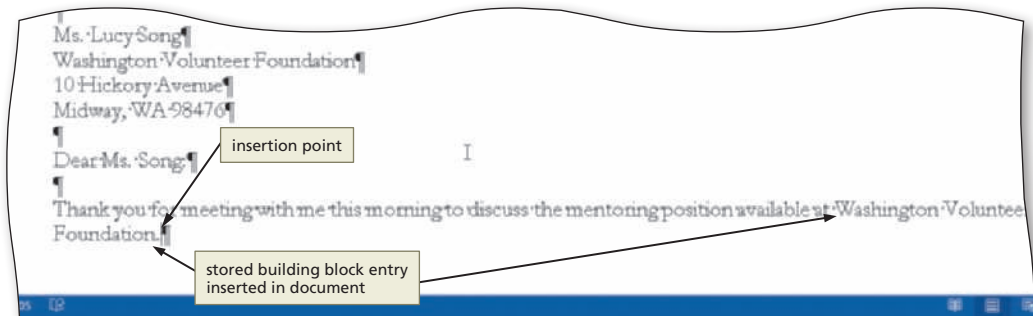 ¶
Ms.·Lucy·Song¶
Washington·Volunteer·Foundation¶
10·Hickory·Avenue¶
Midway,·WA·98476¶
¶
insertion point
Dear·Ms.·Song:¶
¶
Thank·you·for·meeting·with·me·this·morning·to·discuss·the·mentoring·position·available·at·Washington·Voluntee
Foundation.¶
stored building block entry
inserted in document